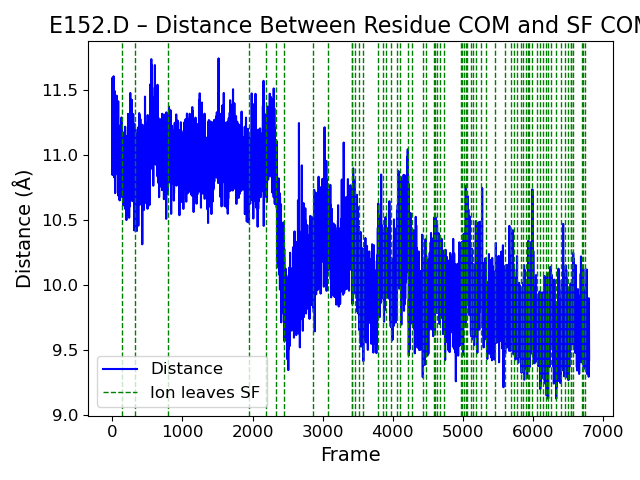 E152.D – Distance Between Residue COM and SF COM
Distance (Å)
11.5
11.0
10.5
10.0
9.5
9.0
Distance
Ion leaves SF
0 1000 2000 3000 4000 5000 6000 7000
Frame